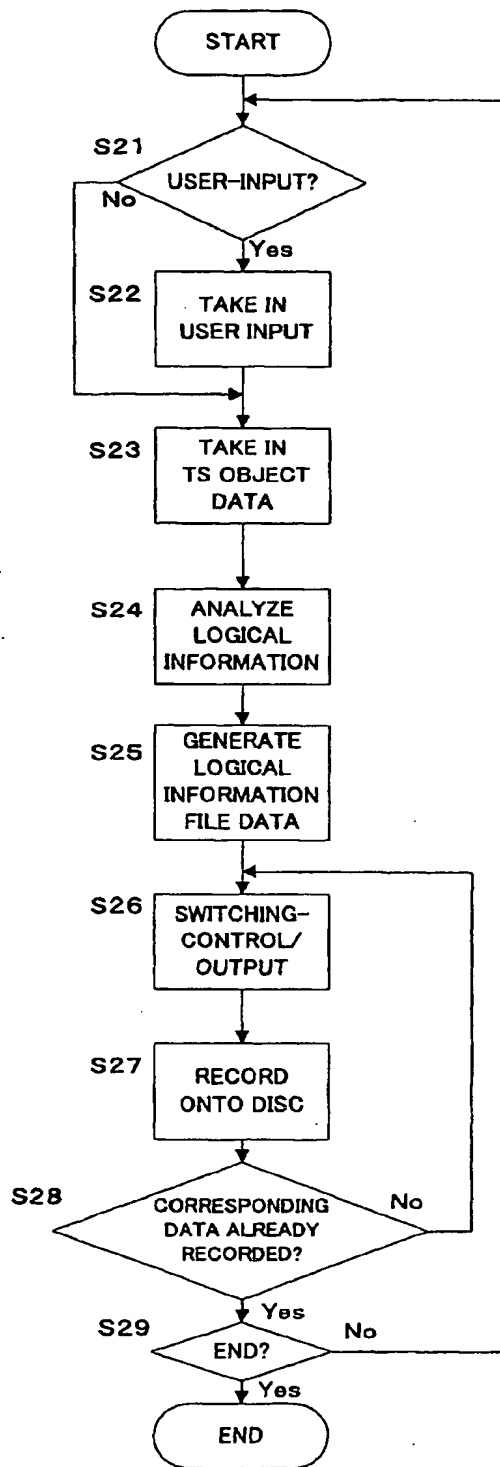 START
S21
USER-INPUT?
No
Yes
S22
TAKE IN
USER INPUT
S23
TAKE IN
TS OBJECT
DATA
S24
ANALYZE
LOGICAL
INFORMATION
S25
GENERATE
LOGICAL
INFORMATION
FILE DATA
S26
SWITCHING-
CONTROL/
OUTPUT
S27
RECORD
ONTO DISC
S28
CORRESPONDING
DATA ALREADY
RECORDED?
No
Yes
S29
END?
No
Yes
END